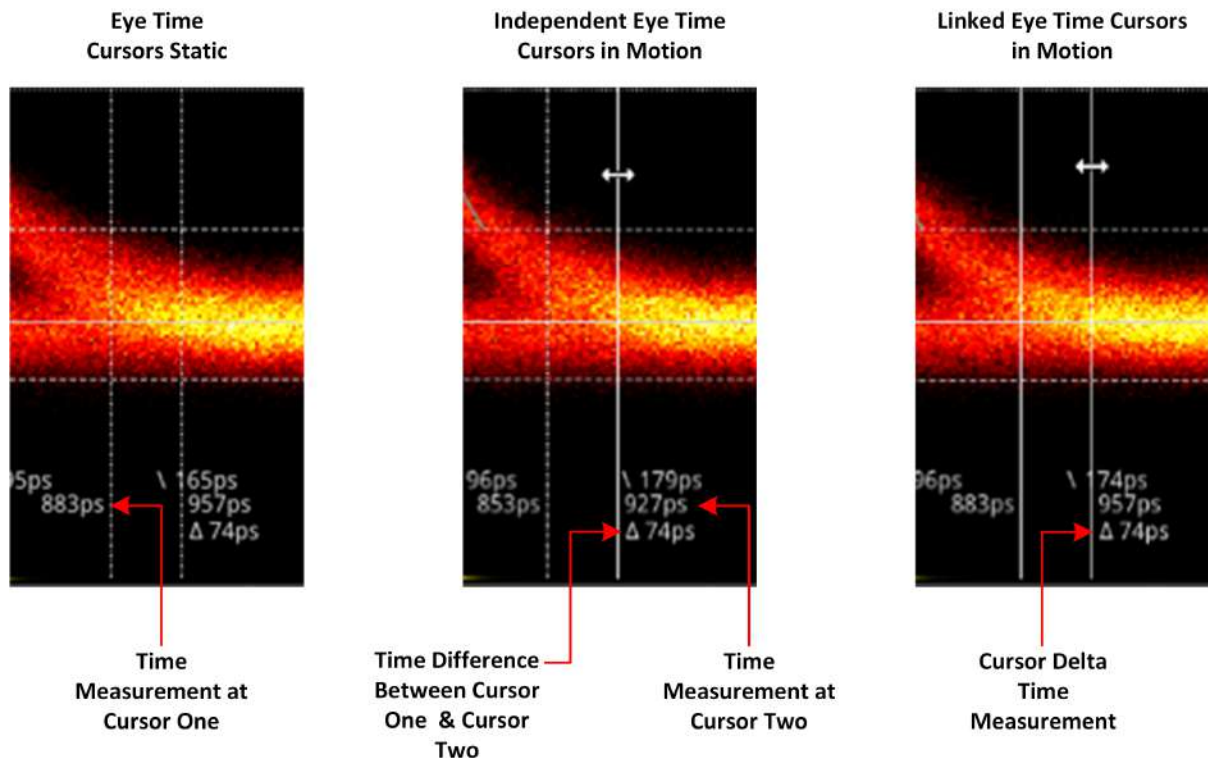 Eye Time
Cursors Static
Independent Eye Time
Cursors in Motion
Linked Eye Time Cursors
in Motion
95ps
\ 165ps
883ps
957ps
Δ 74ps
96ps
\ 179ps
853ps
927ps
Δ 74ps
96ps
\ 174ps
883ps
957ps
Δ 74ps
Time
Measurement at
Cursor One
Time Difference
Between Cursor
One & Cursor
Two
Time
Measurement at
Cursor Two
Cursor Delta
Time
Measurement